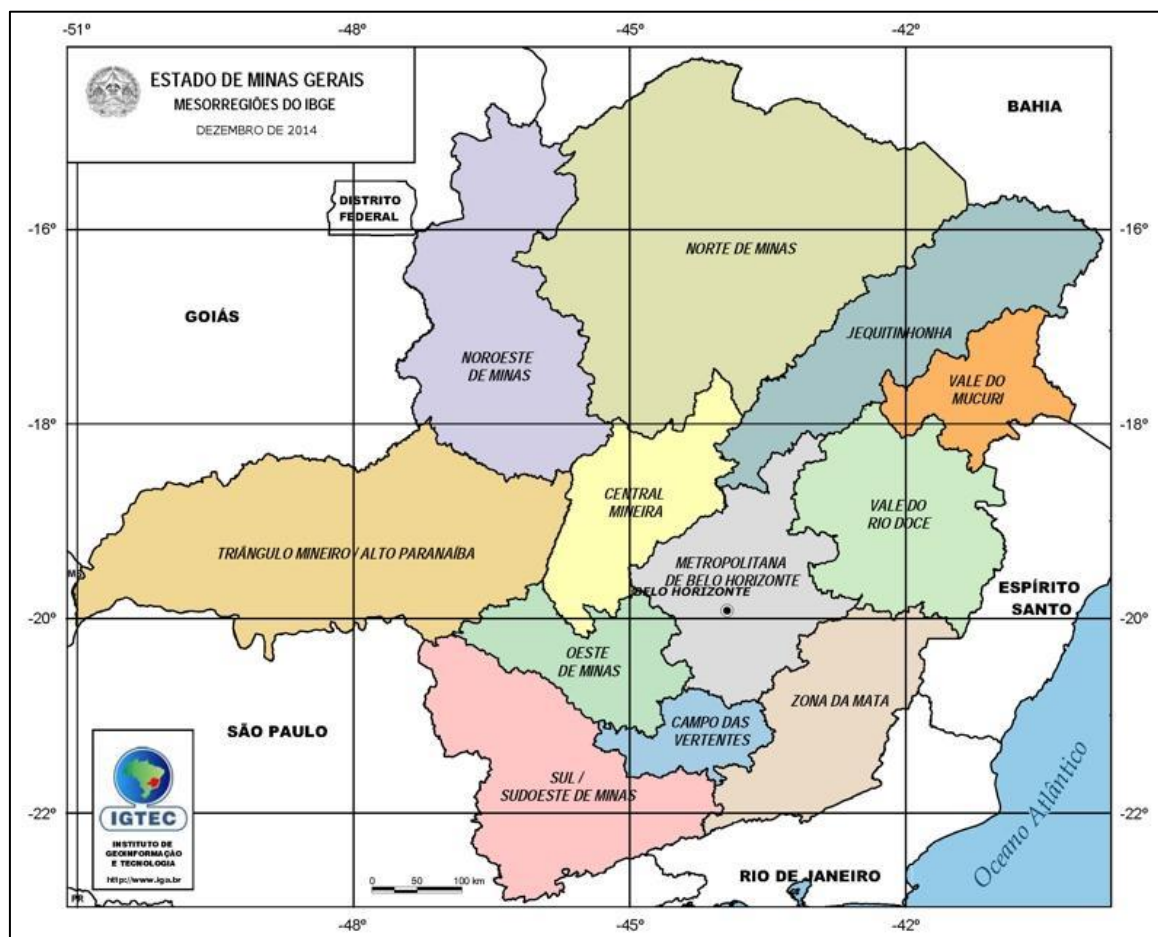 -51º
-48º
-45º
-42º
ESTADO DE MINAS GERAIS
MESORREGIÕES DO IBGE
DEZEMBRO DE 2014
BAHIA
DISTRITO
FEDERAL
-16º
-16º
NORTE DE MINAS
GOIÁS
JEQUITINHONHA
NOROESTE
DE MINAS
VALE DO
MUCURI
-18º
-18º
CENTRAL
MINEIRA
VALE DO
RIO DOCE
TRIÂNGULO MINEIRO / ALTO PARANAÍBA
METROPOLITANA
DE BELO HORIZONTE
BELO HORIZONTE
ESPÍRITO
SANTO
-20º
-20º
OESTE
DE MINAS
ZONA DA MATA
SÃO PAULO
CAMPO DAS
VERTENTES
SUL /
SUDOESTE DE MINAS
IGTEC
INSTITUTO DE
GEOINFORMAÇÃO
E TECNOLOGIA
http://www.iga.br
-22º
-22º
Oceano Atlântico
0 50 100 km
RIO DE JANEIRO
PR
-48º
-45º
-42º